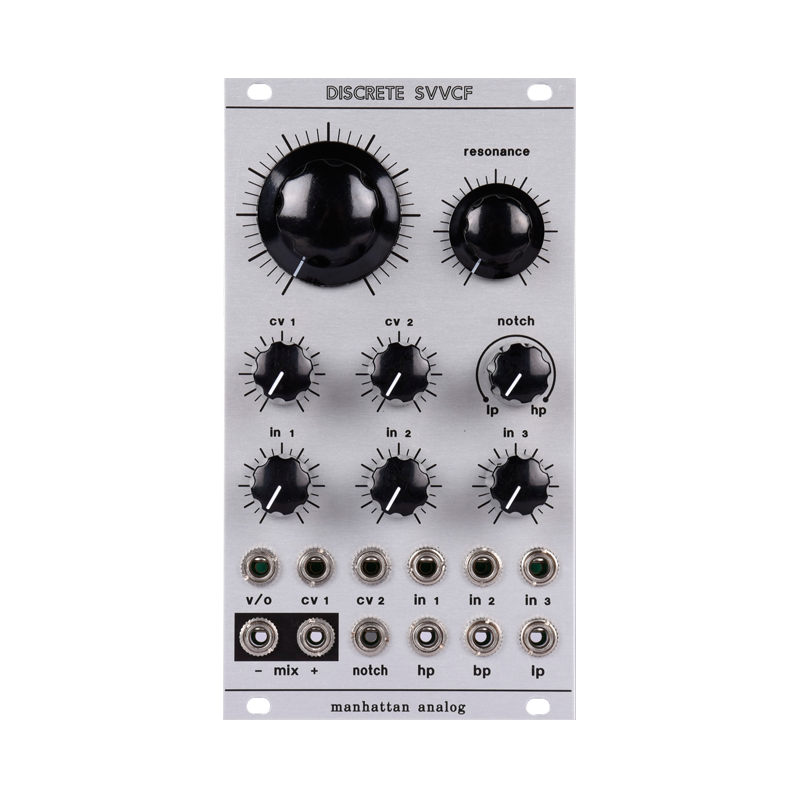 DISCRETE SVVCF
resonance
cv 1 cv 2 notch
lp hp
in 1 in 2 in 3
v/o cv 1 cv 2 in 1 in 2 in 3
- mix + notch hp bp lp
manhattan analog